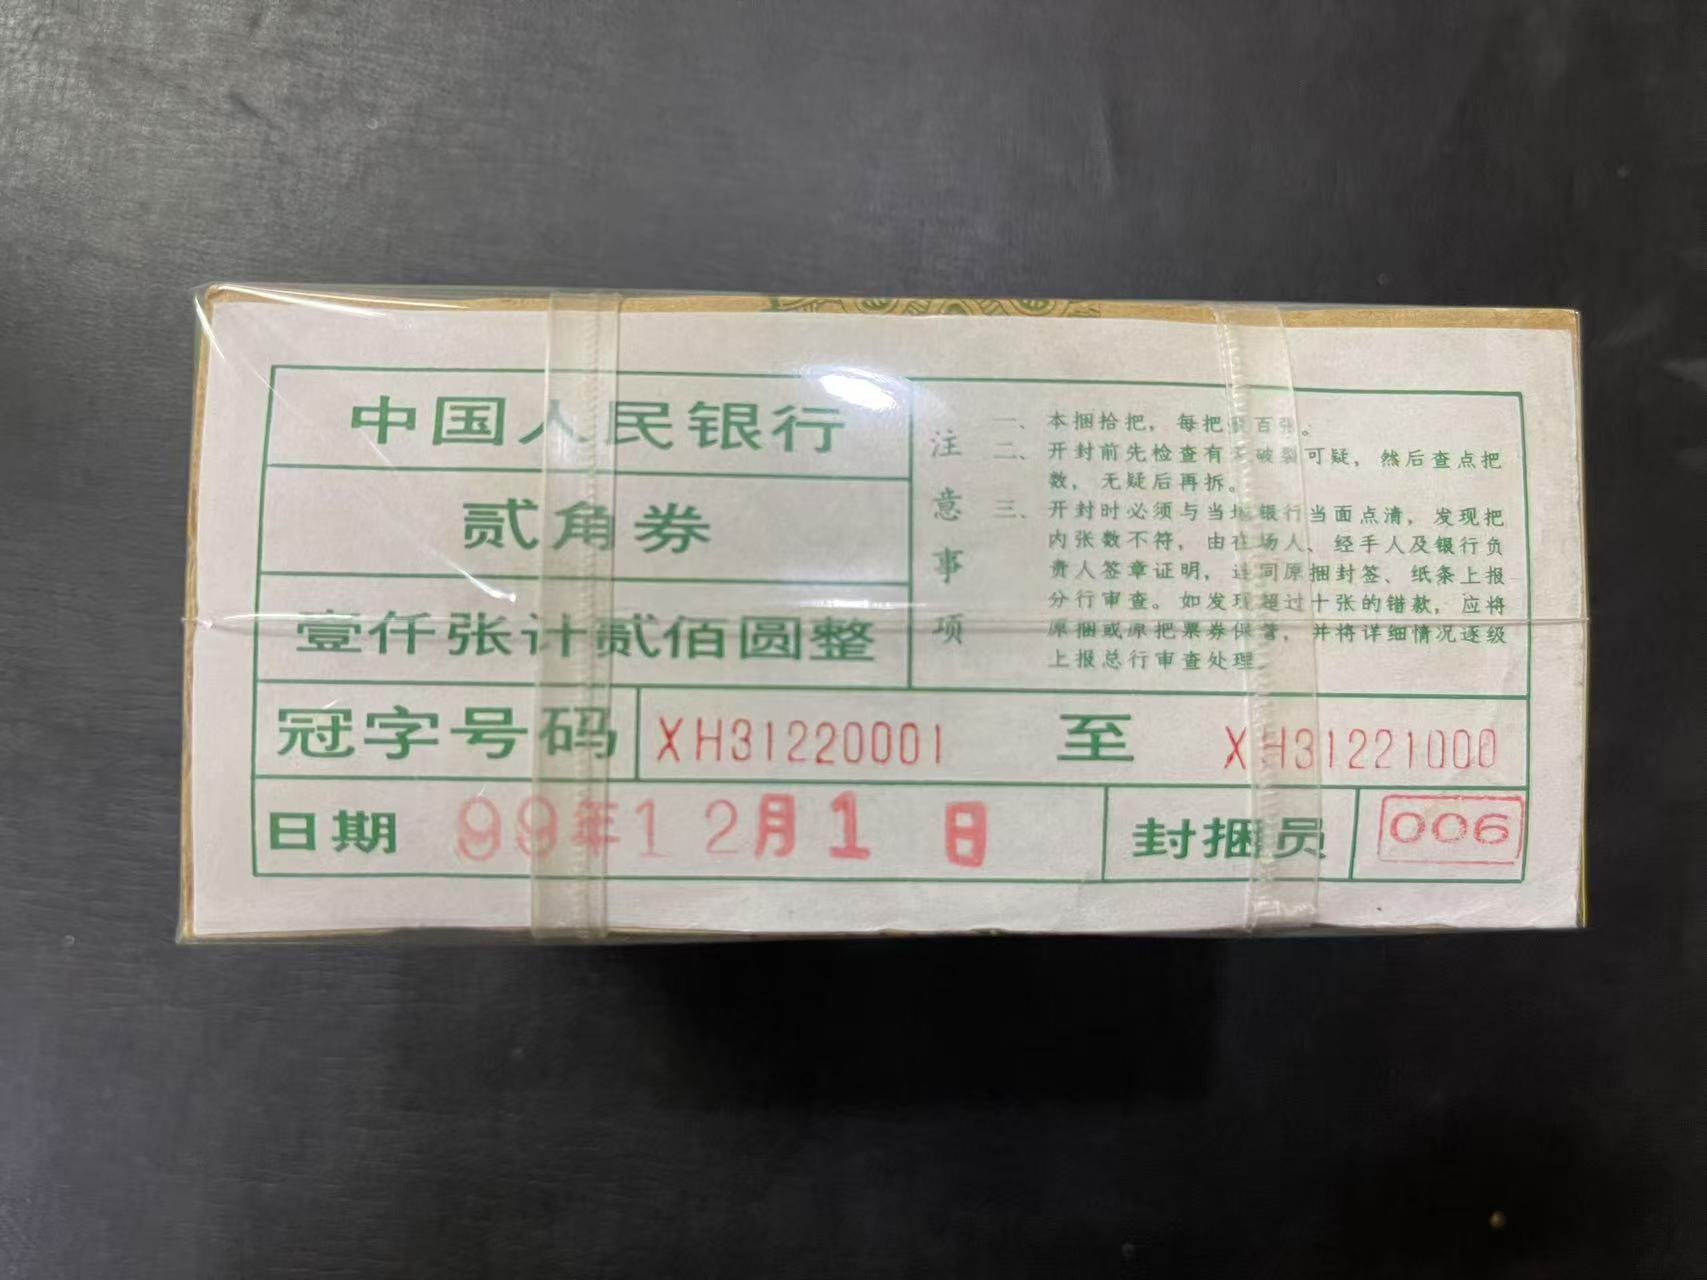 中国人民银行
贰角券
壹仟张计贰佰圆整
注意事项
一、本捆拾把，每把壹百张。
二、开封前先检查有无破裂可疑，然后查点把
数，无疑后再拆。
三、开封时必须与当地银行当面点清，发现把
内张数不符，由在场人、经手人及银行负
责人签章证明，连同原捆封签、纸条上报
分行审查。如发现超过十张的错款，应将
原捆或原把票券保管，并将详细情况逐级
上报总行审查处理。
冠字号码 XH31220001 至 XH31221000
日期 99年12月1日 封捆员 006